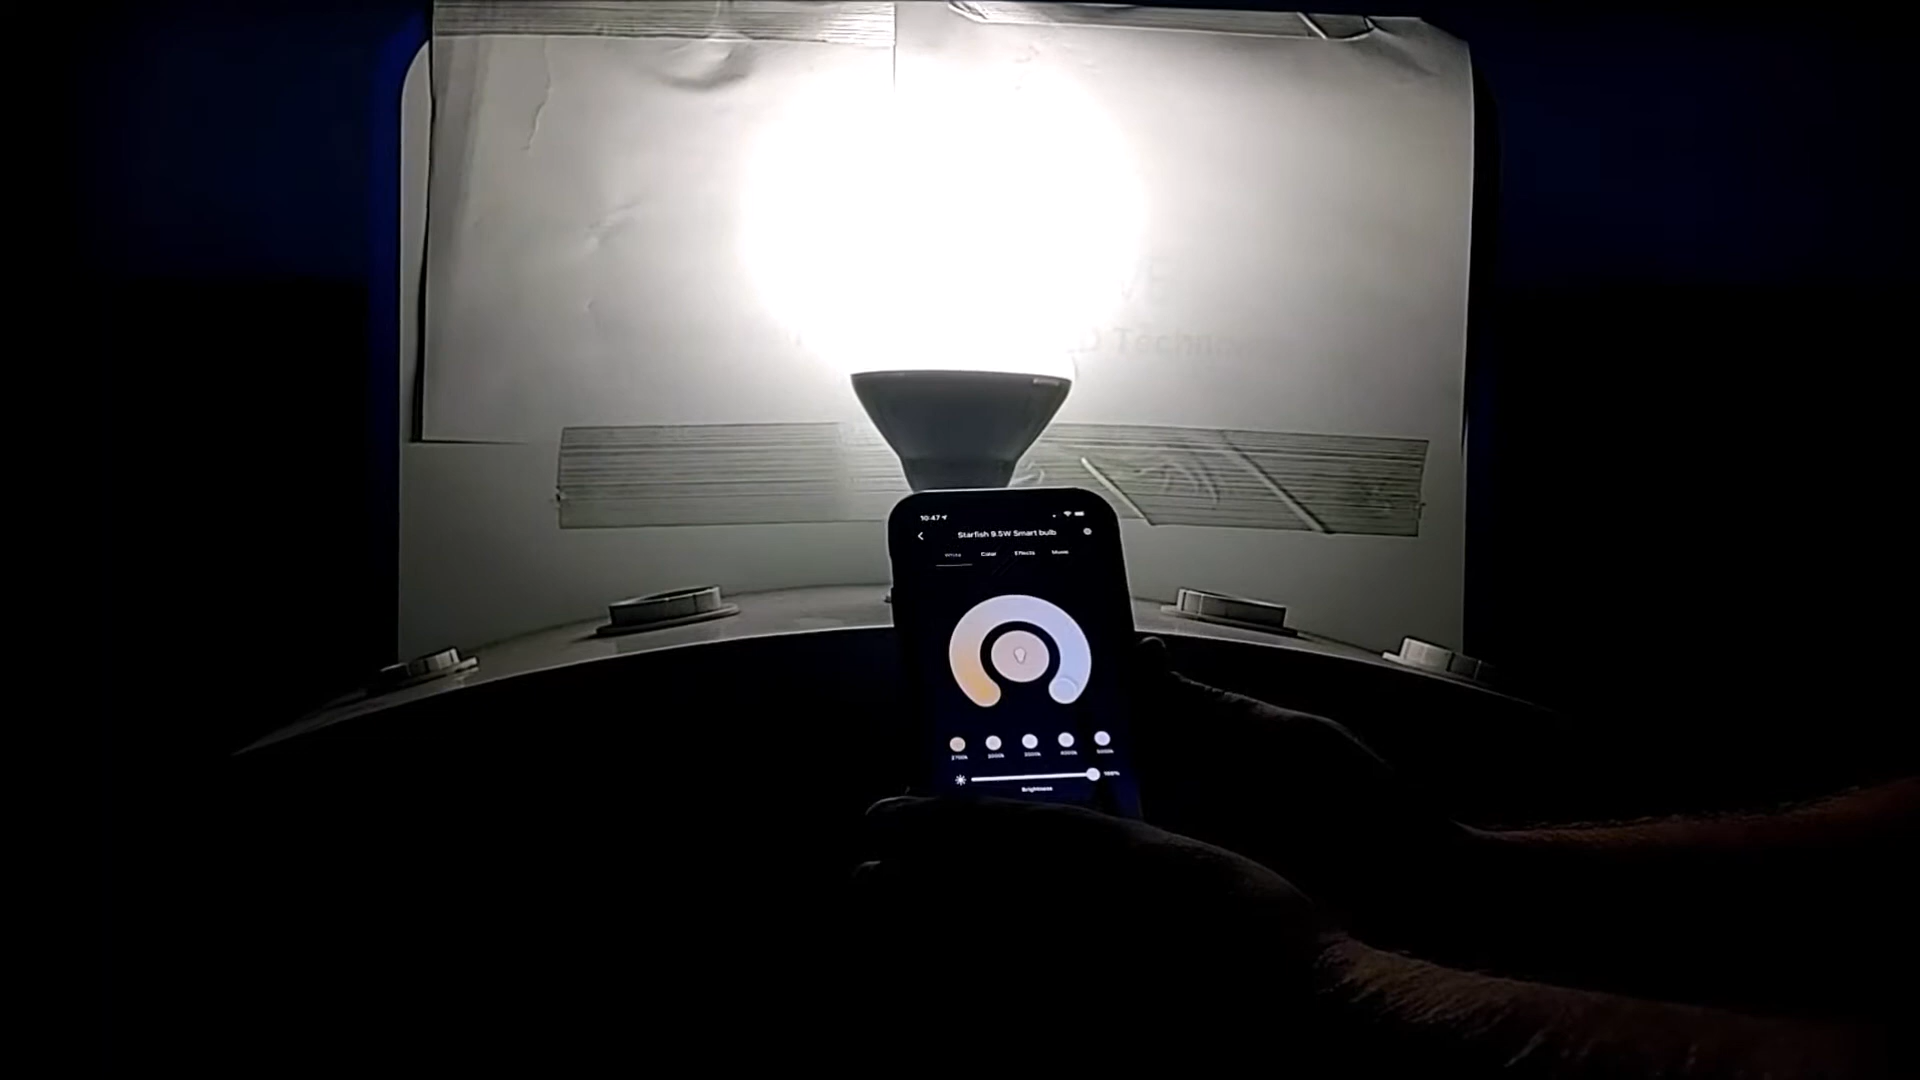 10:47
Starfish 9.5W Smart bulb
White Color Effects Music
2700k 3000k 3500k 4000k 5000k
100%
Brightness